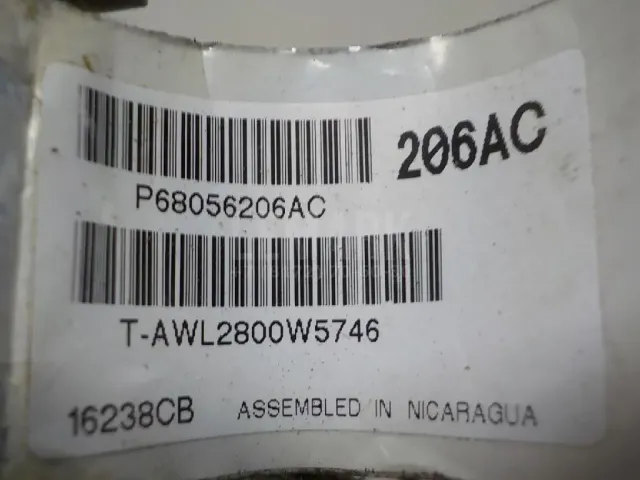 206AC
P68056206AC
T-AWL2800W5746
16238CB ASSEMBLED IN NICARAGUA